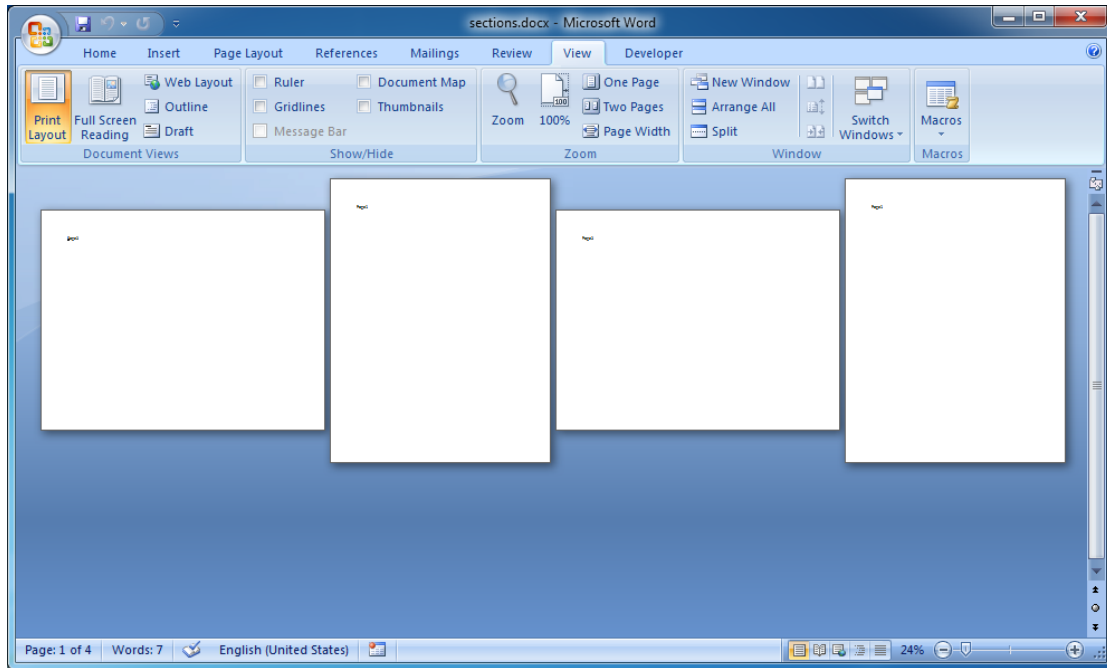 sections.docx - Microsoft Word
Home Insert Page Layout References Mailings Review View Developer
Print Layout
Full Screen Reading
Web Layout
Outline
Draft
Document Views
Ruler
Gridlines
Message Bar
Document Map
Thumbnails
Show/Hide
Zoom
100
100%
One Page
Two Pages
Page Width
Zoom
New Window
Arrange All
Split
Switch Windows
Window
Macros
Macros
Page: 1 of 4 Words: 7 English (United States) 24%